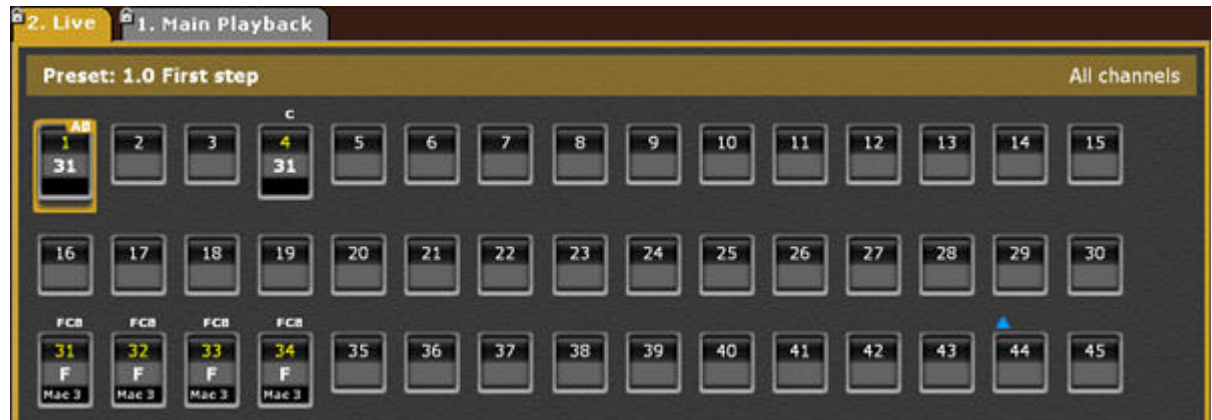 2. Live 1. Main Playback
Preset: 1.0 First step All channels
C
AB
1 2 3 4 5 6 7 8 9 10 11 12 13 14 15
31 31
16 17 18 19 20 21 22 23 24 25 26 27 28 29 30
FCB FCB FCB FCB
31 32 33 34 35 36 37 38 39 40 41 42 43 44 45
F F F F
Mac 3 Mac 3 Mac 3 Mac 3